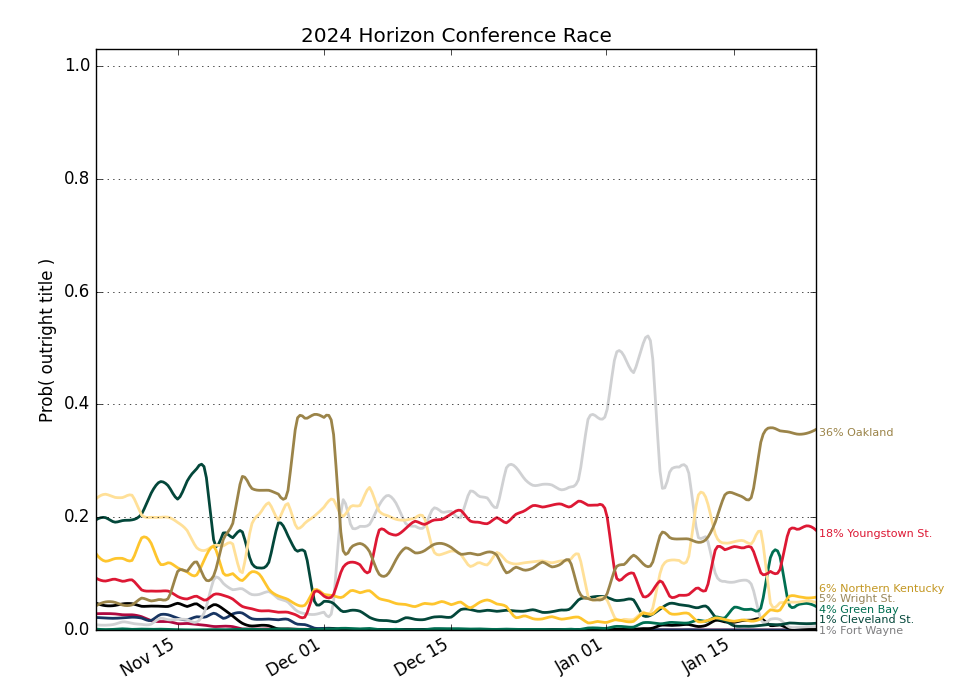 2024 Horizon Conference Race
1.0
0.8
0.6
0.4
0.2
0.0
Prob( outright title )
36% Oakland
18% Youngstown St.
6% Northern Kentucky
5% Wright St.
4% Green Bay
1% Cleveland St.
1% Fort Wayne
Nov 15
Dec 01
Dec 15
Jan 01
Jan 15